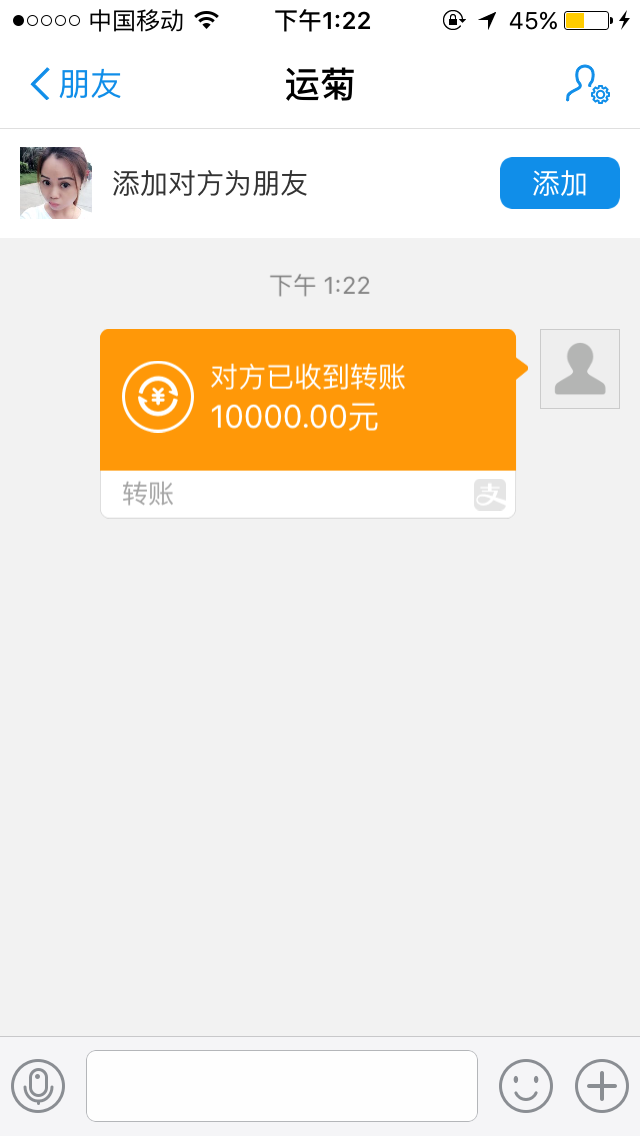 中国移动
下午1:22
45%
朋友
运菊
添加对方为朋友
添加
下午 1:22
对方已收到转账
10000.00元
转账
支